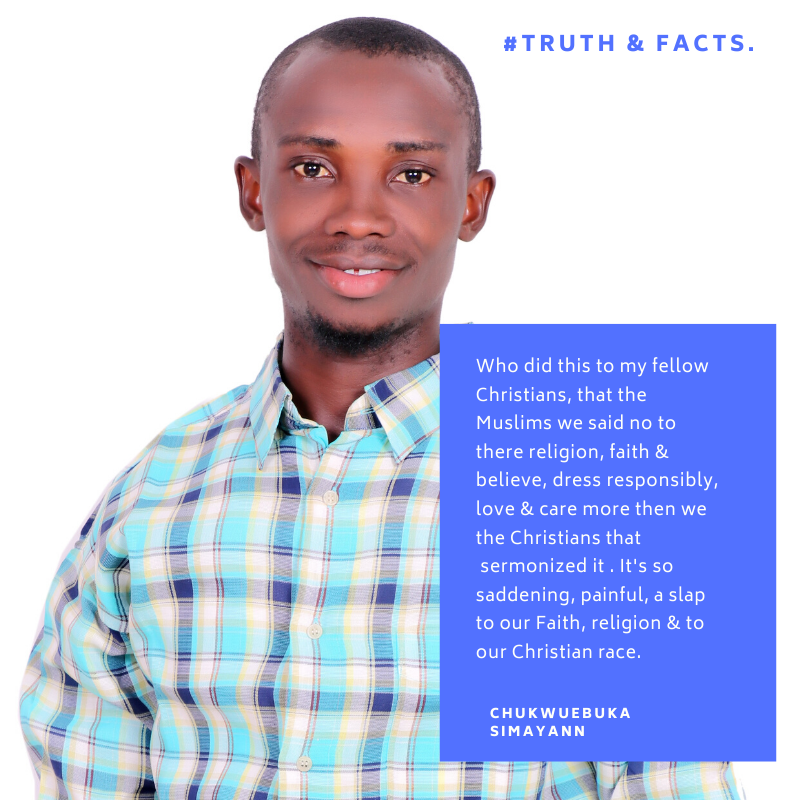 #TRUTH & FACTS.
Who did this to my fellow
Christians, that the
Muslims we said no to
there religion, faith &
believe, dress responsibly,
love & care more then we
the Christians that
sermonized it . It's so
saddening, painful, a slap
to our Faith, religion & to
our Christian race.
CHUKWUEBUKA
SIMAYANN